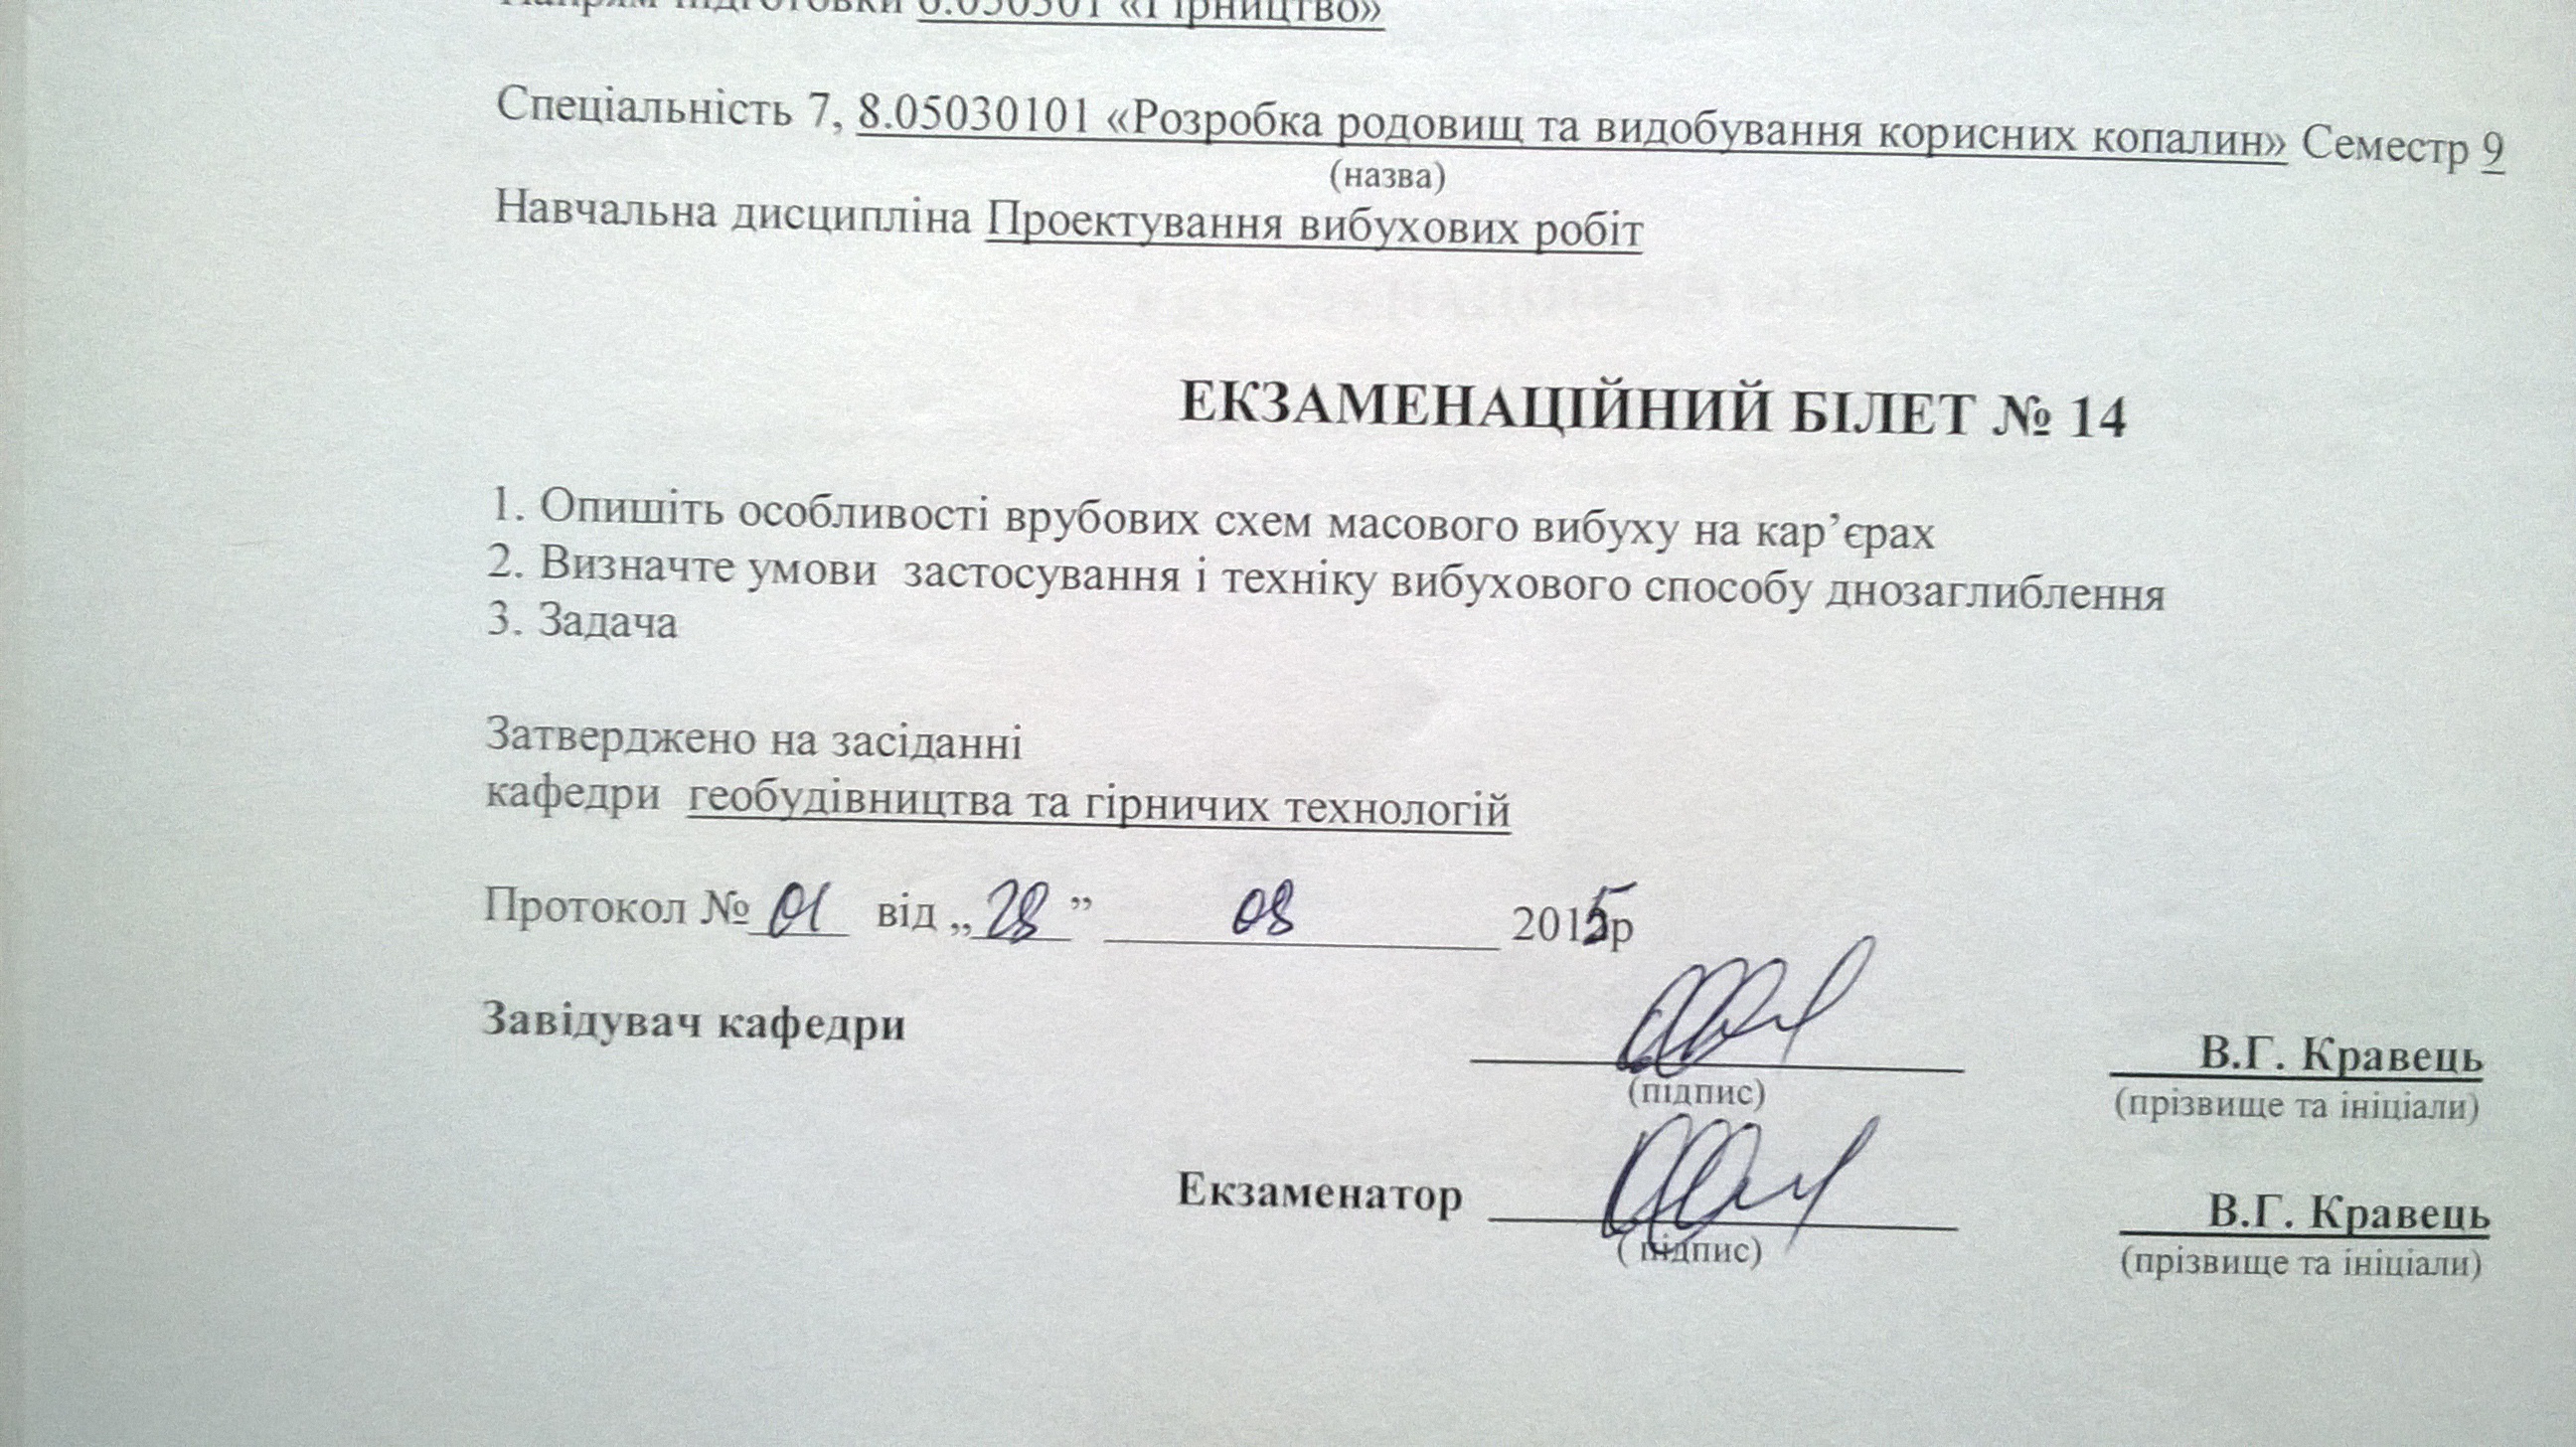 Напрям підготовки 6.050301 «Гірництво»
Спеціальність 7, 8.05030101 «Розробка родовищ та видобування корисних копалин» Семестр 9
(назва)
Навчальна дисципліна Проектування вибухових робіт
ЕКЗАМЕНАЦІЙНИЙ БІЛЕТ № 14
1. Опишіть особливості врубових схем масового вибуху на кар’єрах
2. Визначте умови застосування і техніку вибухового способу днозаглиблення
3. Задача
Затверджено на засіданні
кафедри геобудівництва та гірничих технологій
Протокол № 01 від „28” 08 2015р
Завідувач кафедри
В.Г. Кравець
(підпис)
(прізвище та ініціали)
Екзаменатор
В.Г. Кравець
( підпис)
(прізвище та ініціали)